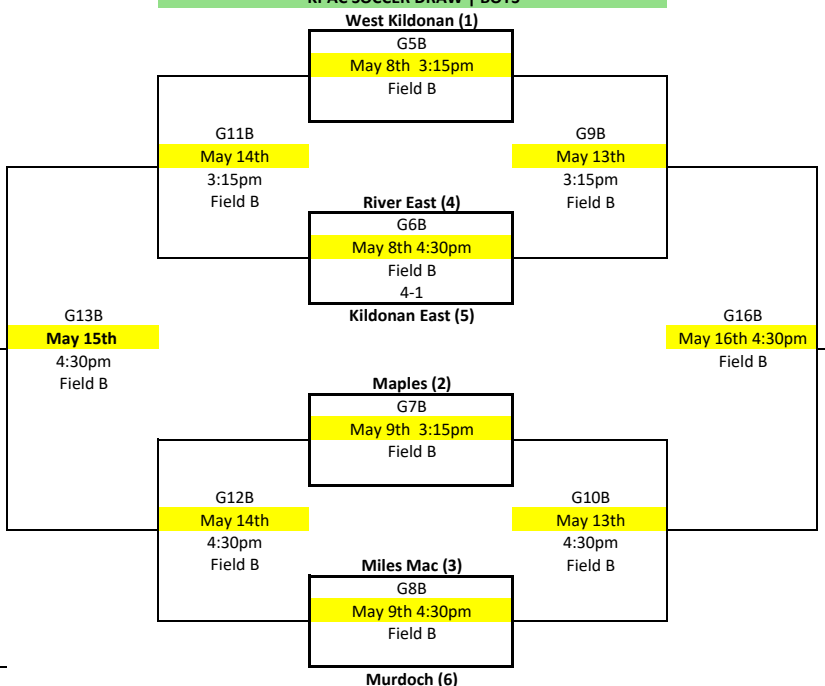 KPAC SOCCER DRAW | BOYS
West Kildonan (1)
G5B
May 8th 3:15pm
Field B
G11B
May 14th
3:15pm
Field B
G9B
May 13th
3:15pm
Field B
River East (4)
G6B
May 8th 4:30pm
Field B
4-1
Kildonan East (5)
G13B
May 15th
4:30pm
Field B
G16B
May 16th 4:30pm
Field B
Maples (2)
G7B
May 9th 3:15pm
Field B
G12B
May 14th
4:30pm
Field B
G10B
May 13th
4:30pm
Field B
Miles Mac (3)
G8B
May 9th 4:30pm
Field B
Murdoch (6)